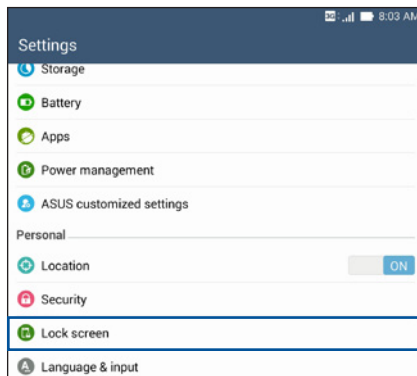 3G 8:03 AM
Settings
Storage
Battery
Apps
Power management
ASUS customized settings
Personal
Location ON
Security
Lock screen
Language & input